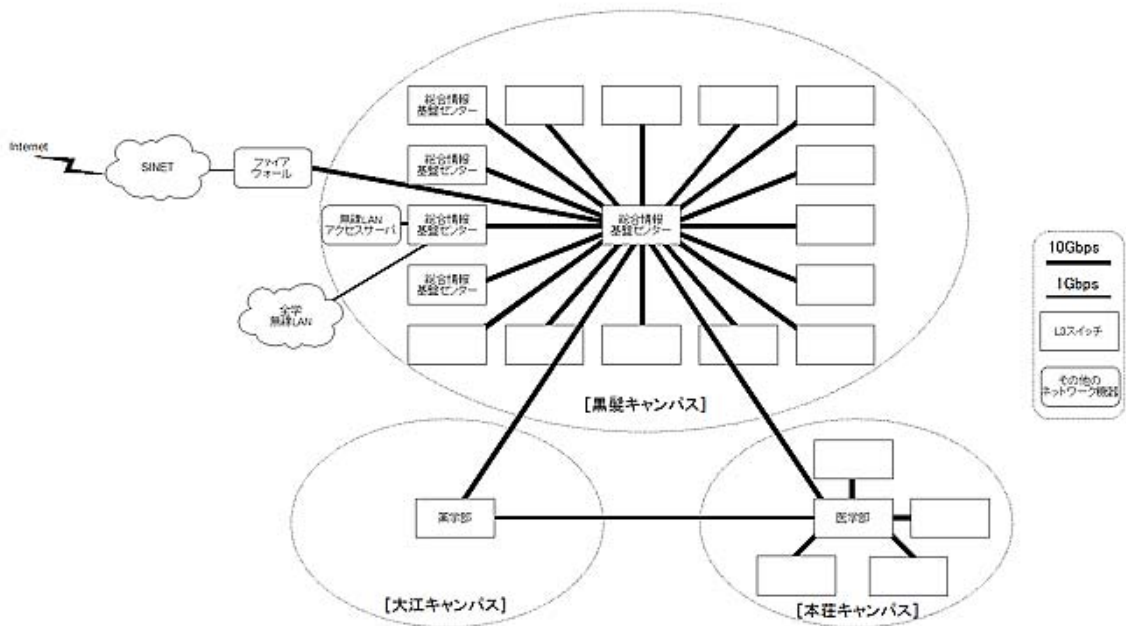 Internet
SINET
ファイア
ウォール
総合情報
基盤センター
総合情報
基盤センター
無線LAN
アクセスサーバ
総合情報
基盤センター
総合情報
基盤センター
総合情報
基盤センター
全学
無線LAN
[黒髪キャンパス]
薬学部
[大江キャンパス]
医学部
[本荘キャンパス]
10Gbps
1Gbps
L3スイッチ
その他の
ネットワーク機器